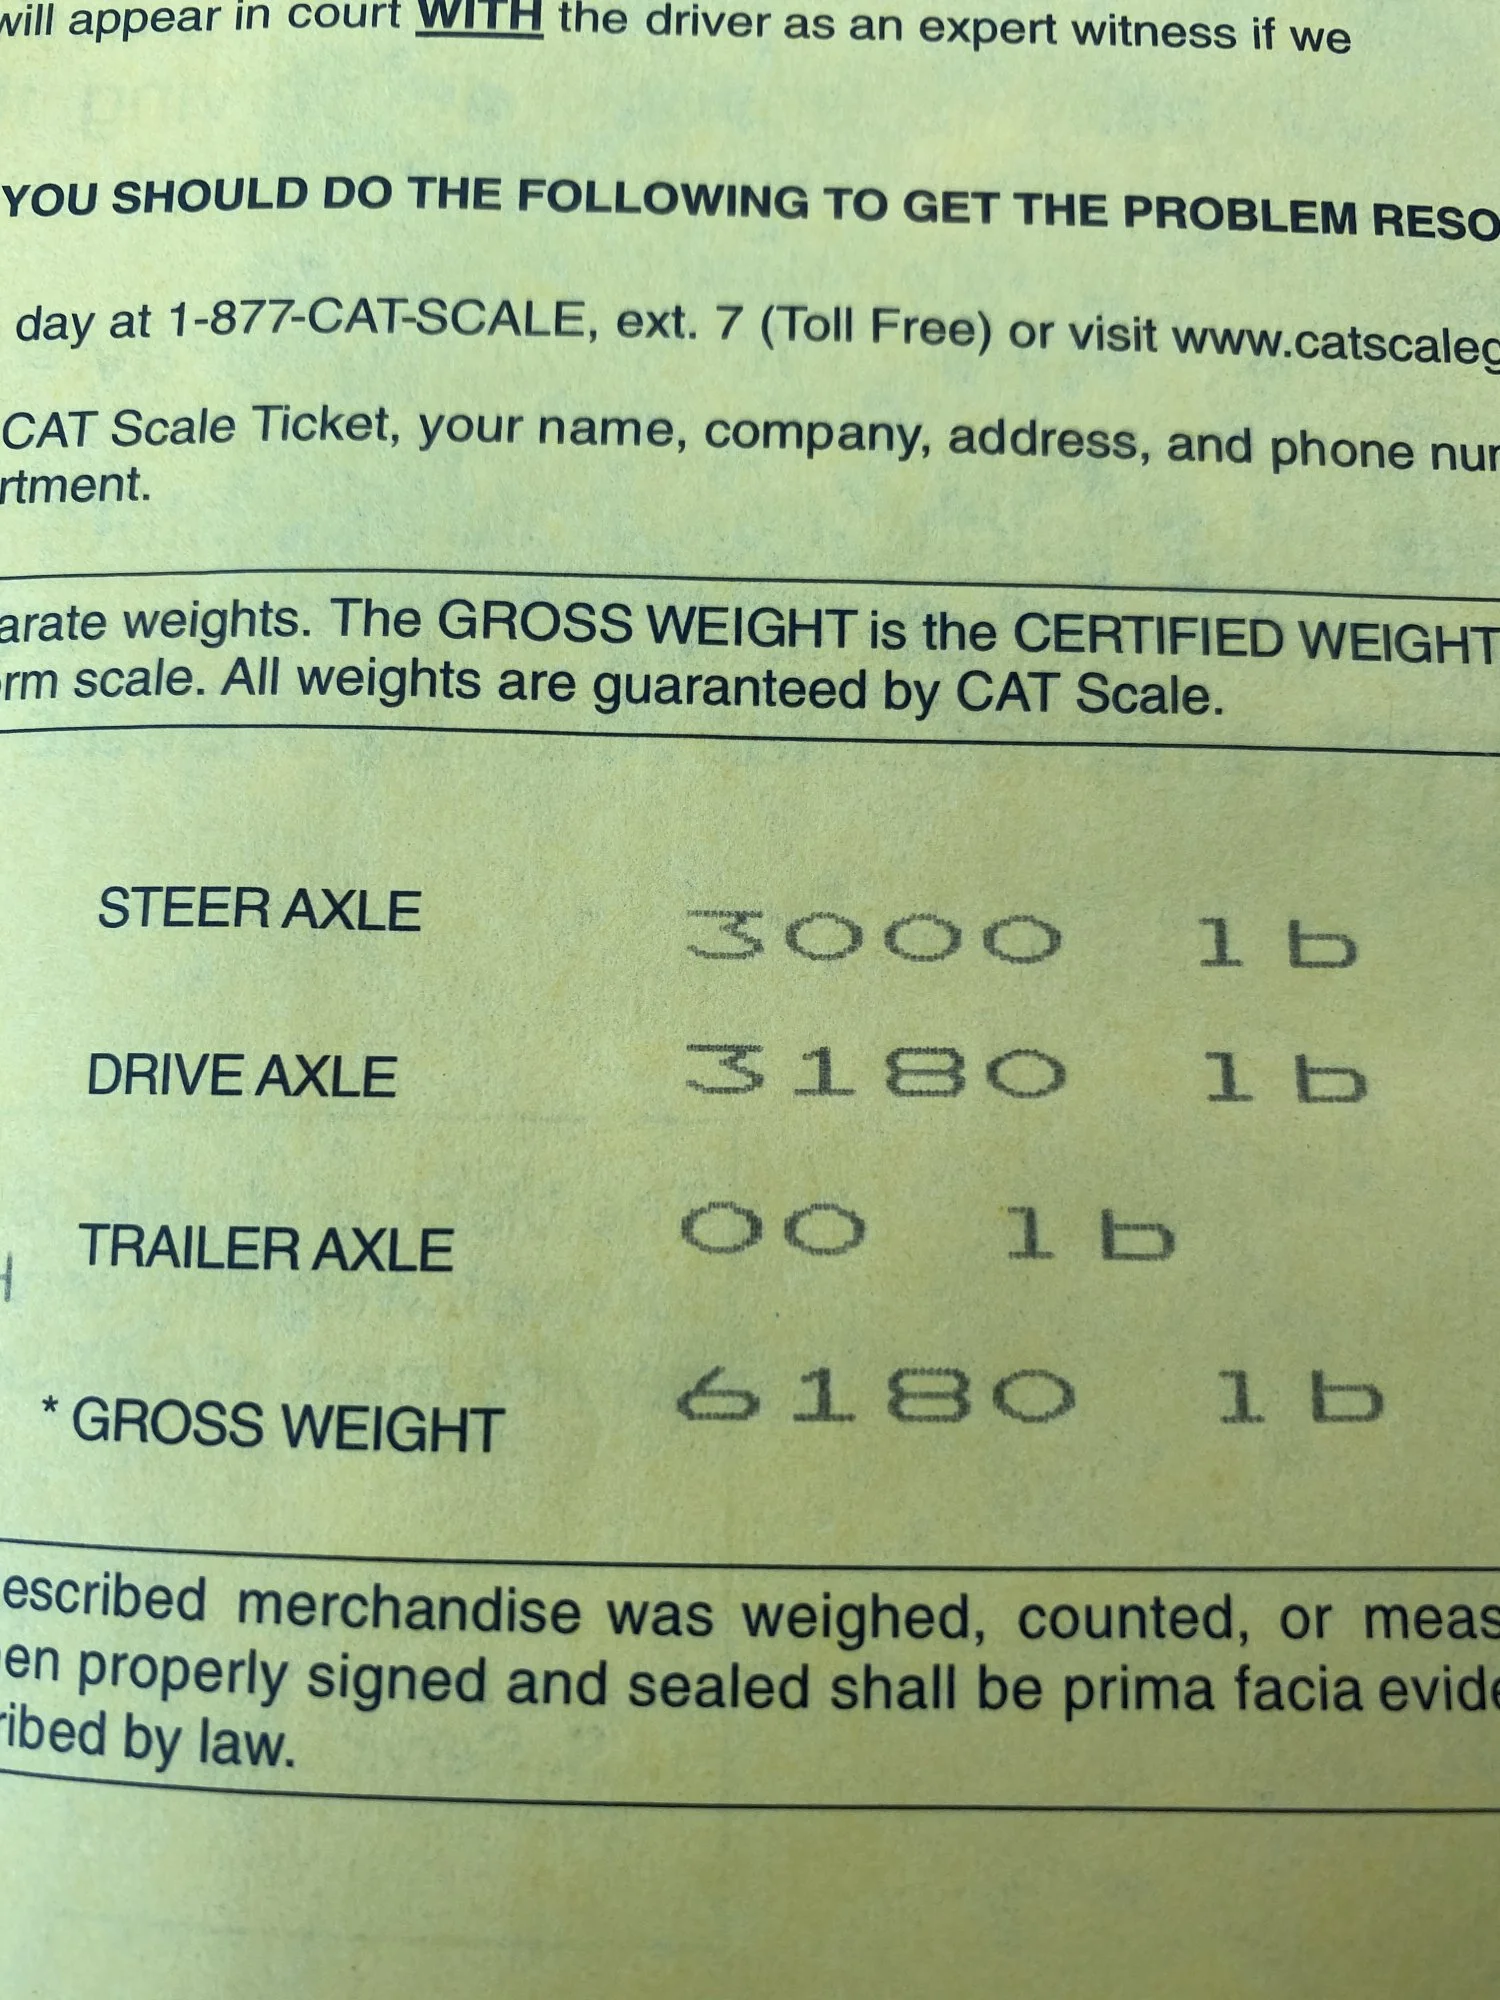 will appear in court WITH the driver as an expert witness if we
YOU SHOULD DO THE FOLLOWING TO GET THE PROBLEM RESO
day at 1-877-CAT-SCALE, ext. 7 (Toll Free) or visit www.catscaleg
CAT Scale Ticket, your name, company, address, and phone nur
rtment.
arate weights. The GROSS WEIGHT is the CERTIFIED WEIGHT
rm scale. All weights are guaranteed by CAT Scale.
STEER AXLE 3000 lb
DRIVE AXLE 3180 lb
TRAILER AXLE 00 lb
* GROSS WEIGHT 6180 lb
escribed merchandise was weighed, counted, or meas
en properly signed and sealed shall be prima facia evide
ribed by law.